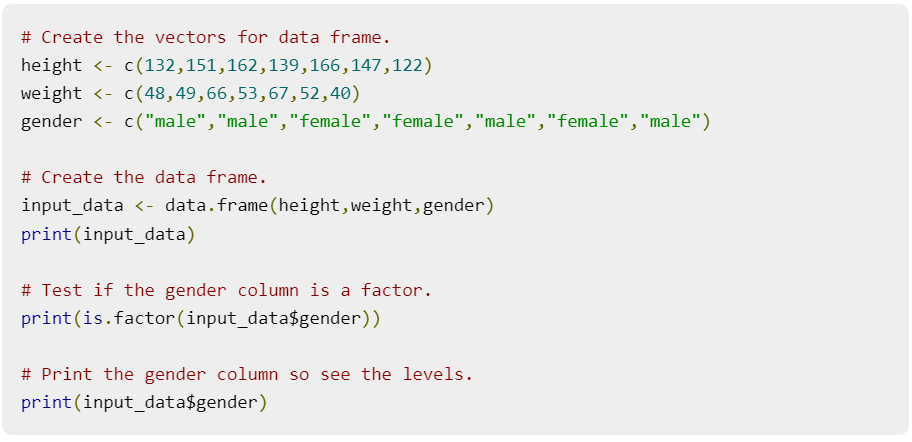 # Create the vectors for data frame.
height <- c(132,151,162,139,166,147,122)
weight <- c(48,49,66,53,67,52,40)
gender <- c("male","male","female","female","male","female","male")
# Create the data frame.
input_data <- data.frame(height,weight,gender)
print(input_data)
# Test if the gender column is a factor.
print(is.factor(input_data$gender))
# Print the gender column so see the levels.
print(input_data$gender)